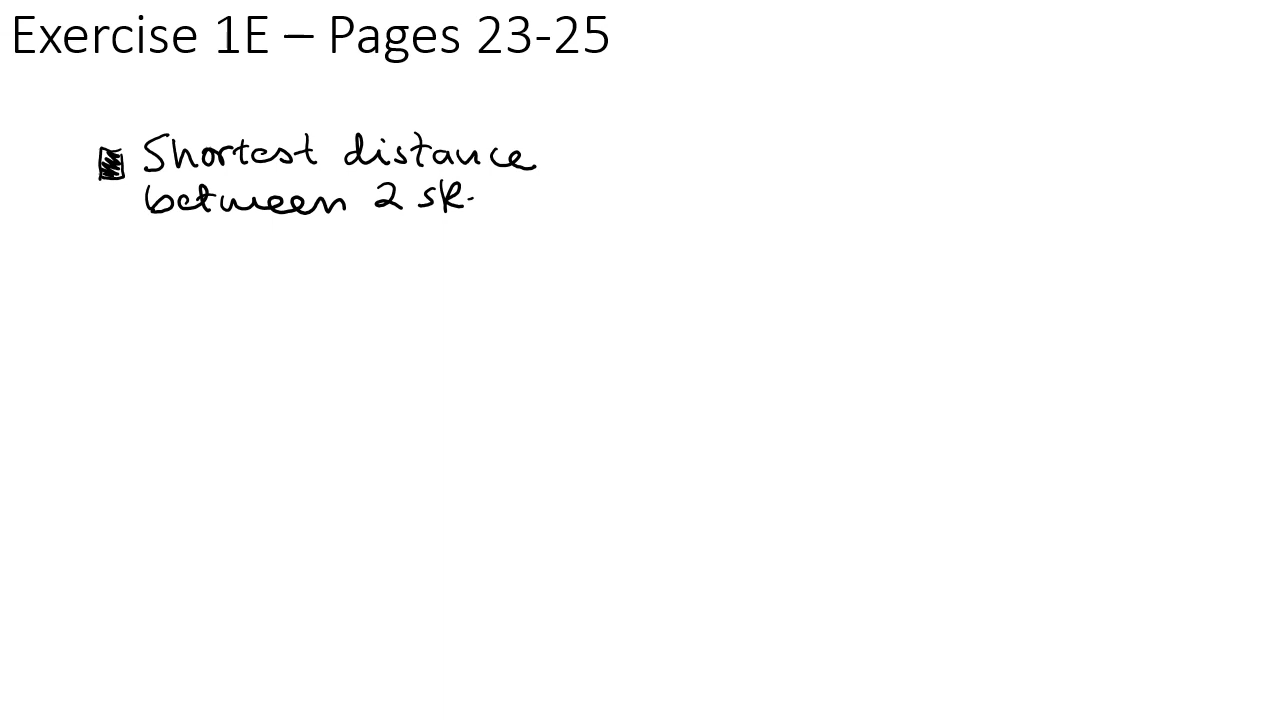 Exercise 1E – Pages 23-25
Shortest distance
between 2 sk